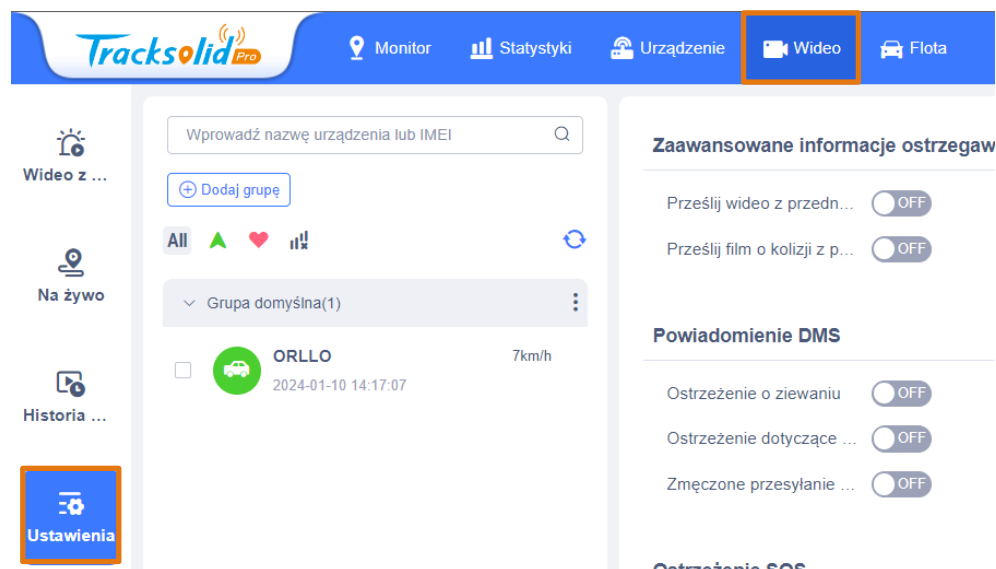 Tracksolid Pro
Monitor
Statystyki
Urządzenie
Wideo
Flota
Wideo z ...
Na żywo
Historia ...
Ustawienia
Wprowadź nazwę urządzenia lub IMEI
Dodaj grupę
All
Grupa domyślna(1)
ORLLO
7km/h
2024-01-10 14:17:07
Zaawansowane informacje ostrzegaw
Prześlij wideo z przedn... OFF
Prześlij film o kolizji z p... OFF
Powiadomienie DMS
Ostrzeżenie o ziewaniu OFF
Ostrzeżenie dotyczące ... OFF
Zmęczone przesyłanie ... OFF
Ostrzeżenie SOS